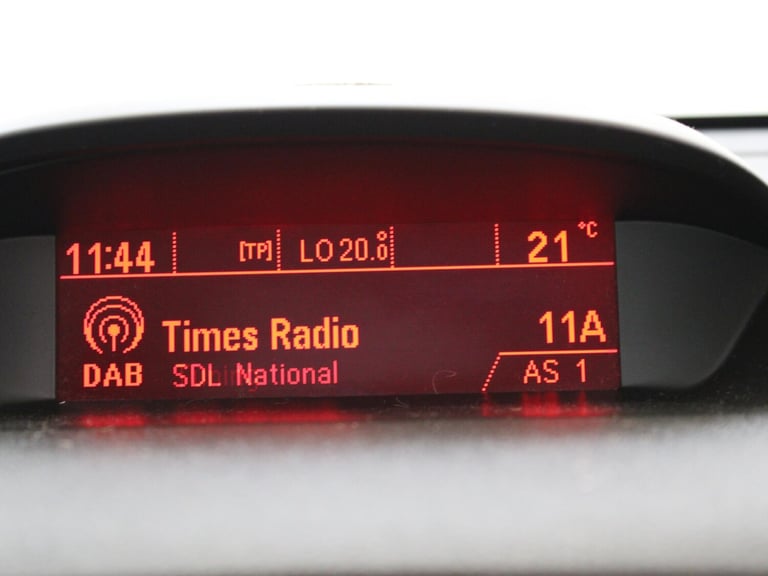 11:44 [TP] LO 20.0° 21 °C
Times Radio 11A
DAB SDL National AS 1